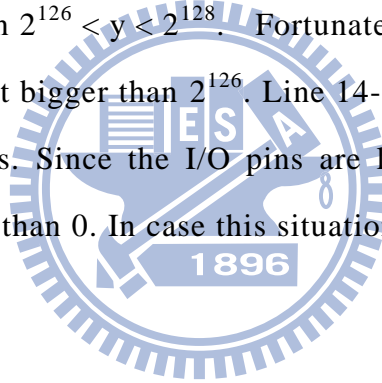 n 2^126 < y < 2^128. Fortunate
t bigger than 2^126. Line 14-
E S A
s. Since the I/O pins are
than 0. In case this situation
1896